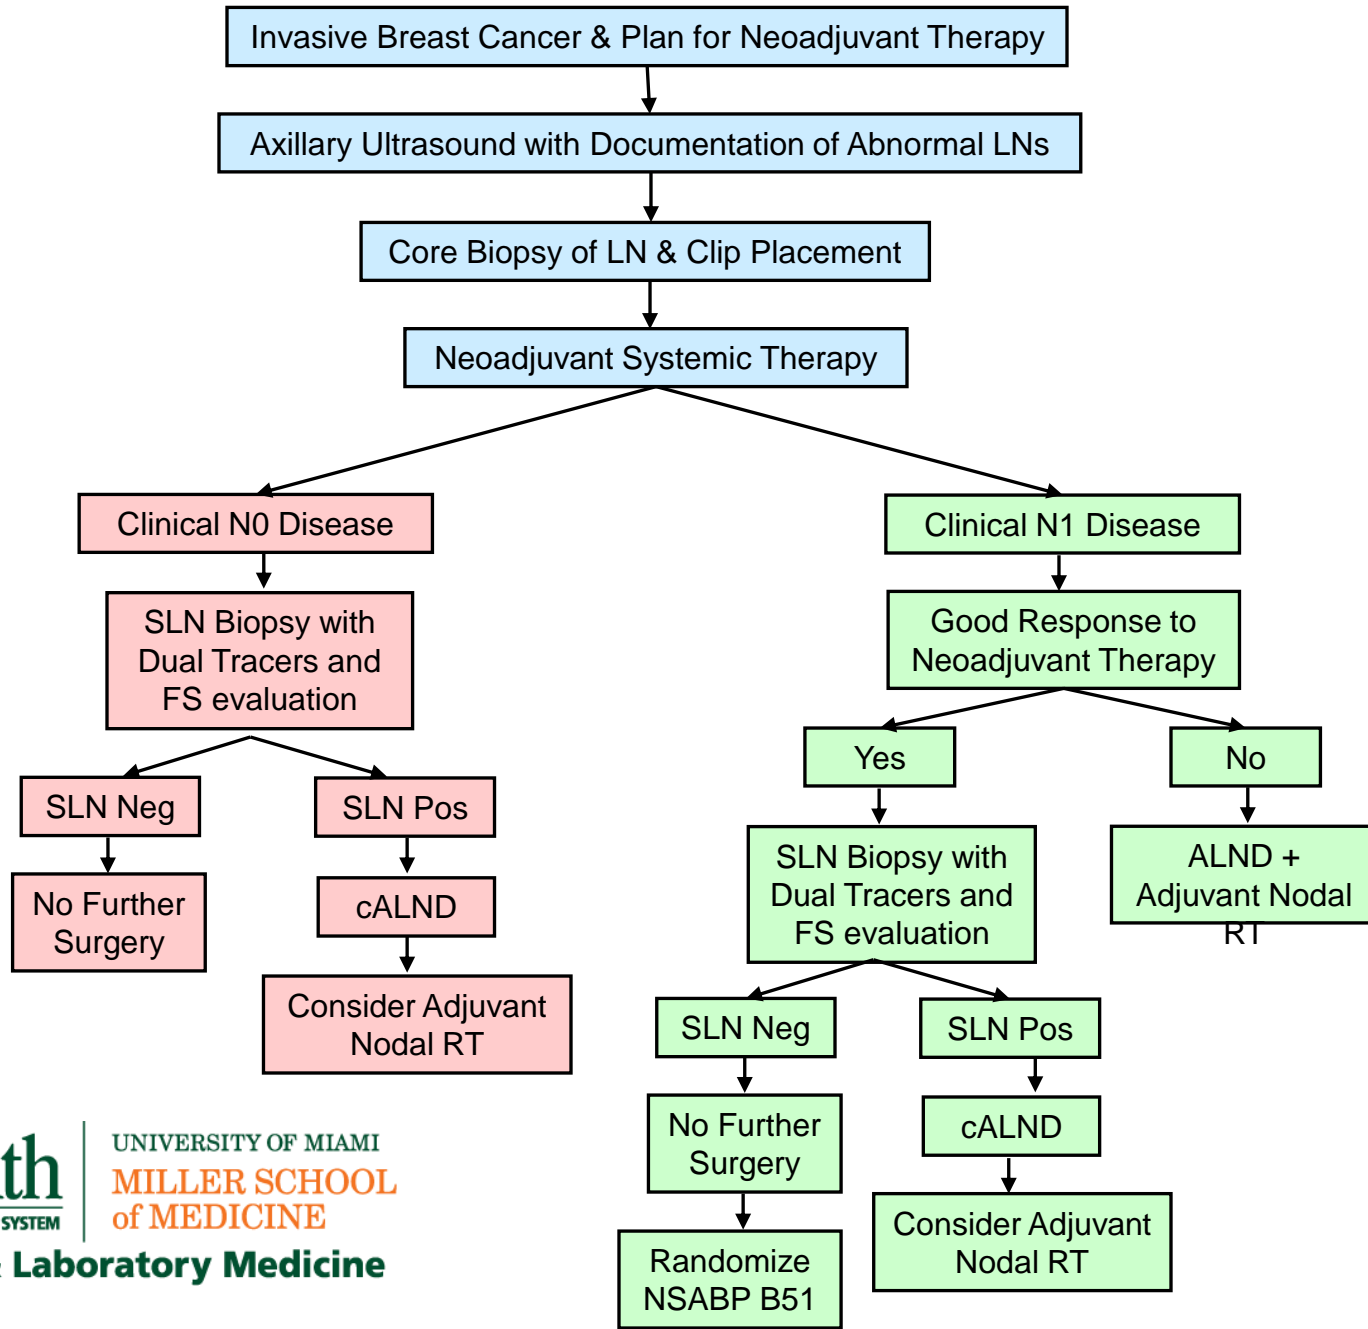 Invasive Breast Cancer & Plan for Neoadjuvant Therapy
Axillary Ultrasound with Documentation of Abnormal LNs
Core Biopsy of LN & Clip Placement
Neoadjuvant Systemic Therapy
Clinical N0 Disease
SLN Biopsy with
Dual Tracers and
FS evaluation
SLN Neg
No Further
Surgery
SLN Pos
cALND
Consider Adjuvant
Nodal RT
Clinical N1 Disease
Good Response to
Neoadjuvant Therapy
Yes
SLN Biopsy with
Dual Tracers and
FS evaluation
SLN Neg
No Further
Surgery
Randomize
NSABP B51
SLN Pos
cALND
Consider Adjuvant
Nodal RT
No
ALND +
Adjuvant Nodal
RT
SYSTEM
UNIVERSITY OF MIAMI
MILLER SCHOOL
of MEDICINE
& Laboratory Medicine